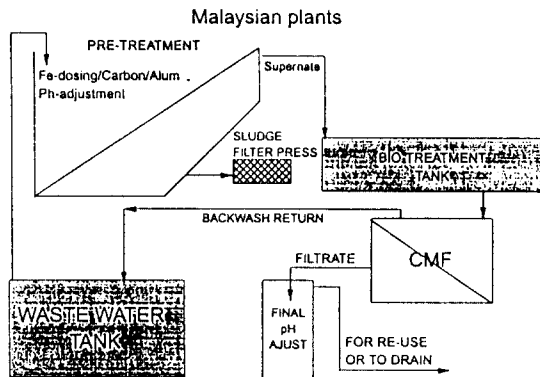 Malaysian plants
PRE-TREATMENT
Fe-dosing/Carbon/Alum
Ph-adjustment
Supernate
SLUDGE
FILTER PRESS
BIO TREATMENT
TANK
BACKWASH RETURN
CMF
FILTRATE
WASTE WATER
TANK
FINAL
pH
AJUST
FOR RE-USE
OR TO DRAIN